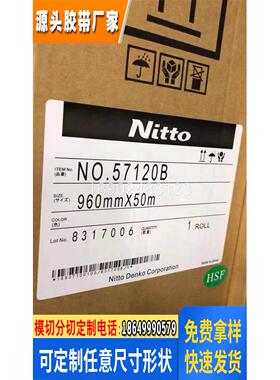 源头胶带厂家
Nitto
ITEM No.
(品番)
NO.57120B
SIZE
(サイズ)
960mmX50m
COLOR
(色)
QUANTITY
(数量)
1 ROLL
Lot No.
8317006
Nitto Denko Corporation
HSF
模切分切定制电话:18649990579
可定制任意尺寸形状
免费拿样
快速发货